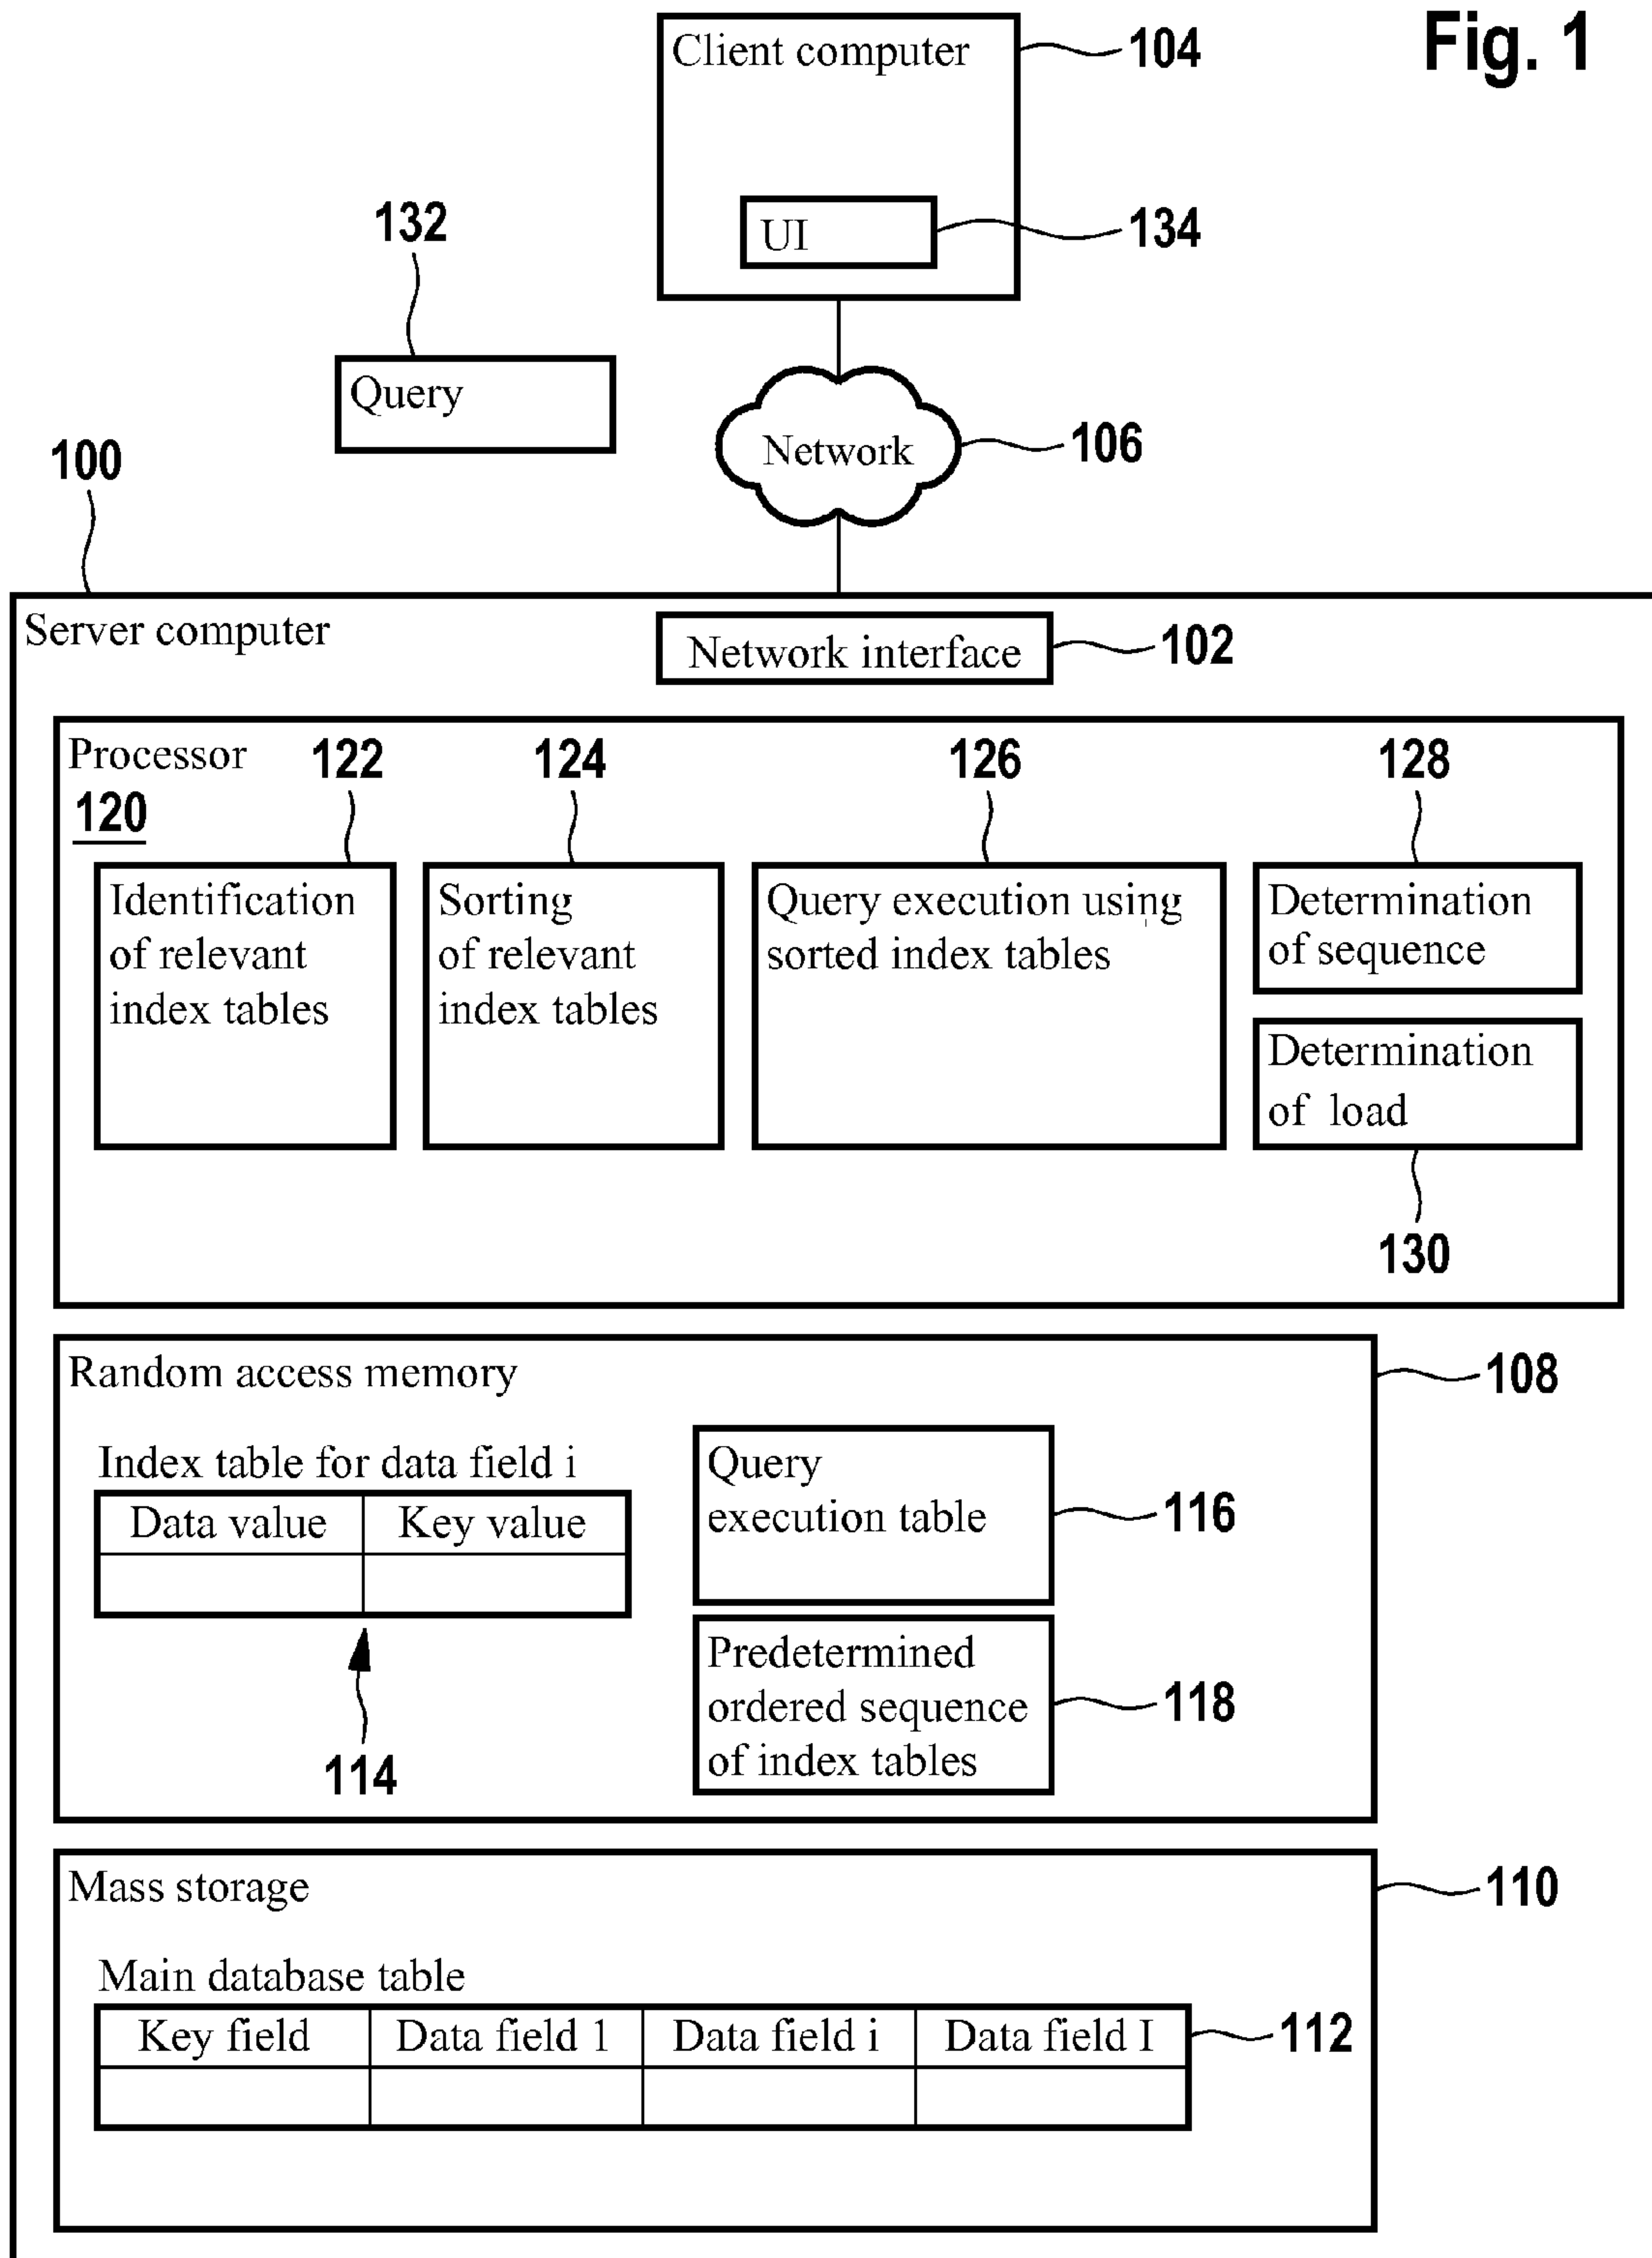 Fig. 1
Client computer
104
UI
134
132
Query
Network
106
100
Server computer
Network interface
102
Processor
120
122
124
126
128
Identification
of relevant
index tables
Sorting
of relevant
index tables
Query execution using
sorted index tables
Determination
of sequence
Determination
of load
130
Random access memory
108
Index table for data field i
Data value Key value
114
Query
execution table
116
Predetermined
ordered sequence
of index tables
118
Mass storage
110
Main database table
Key field Data field 1 Data field i Data field I
112